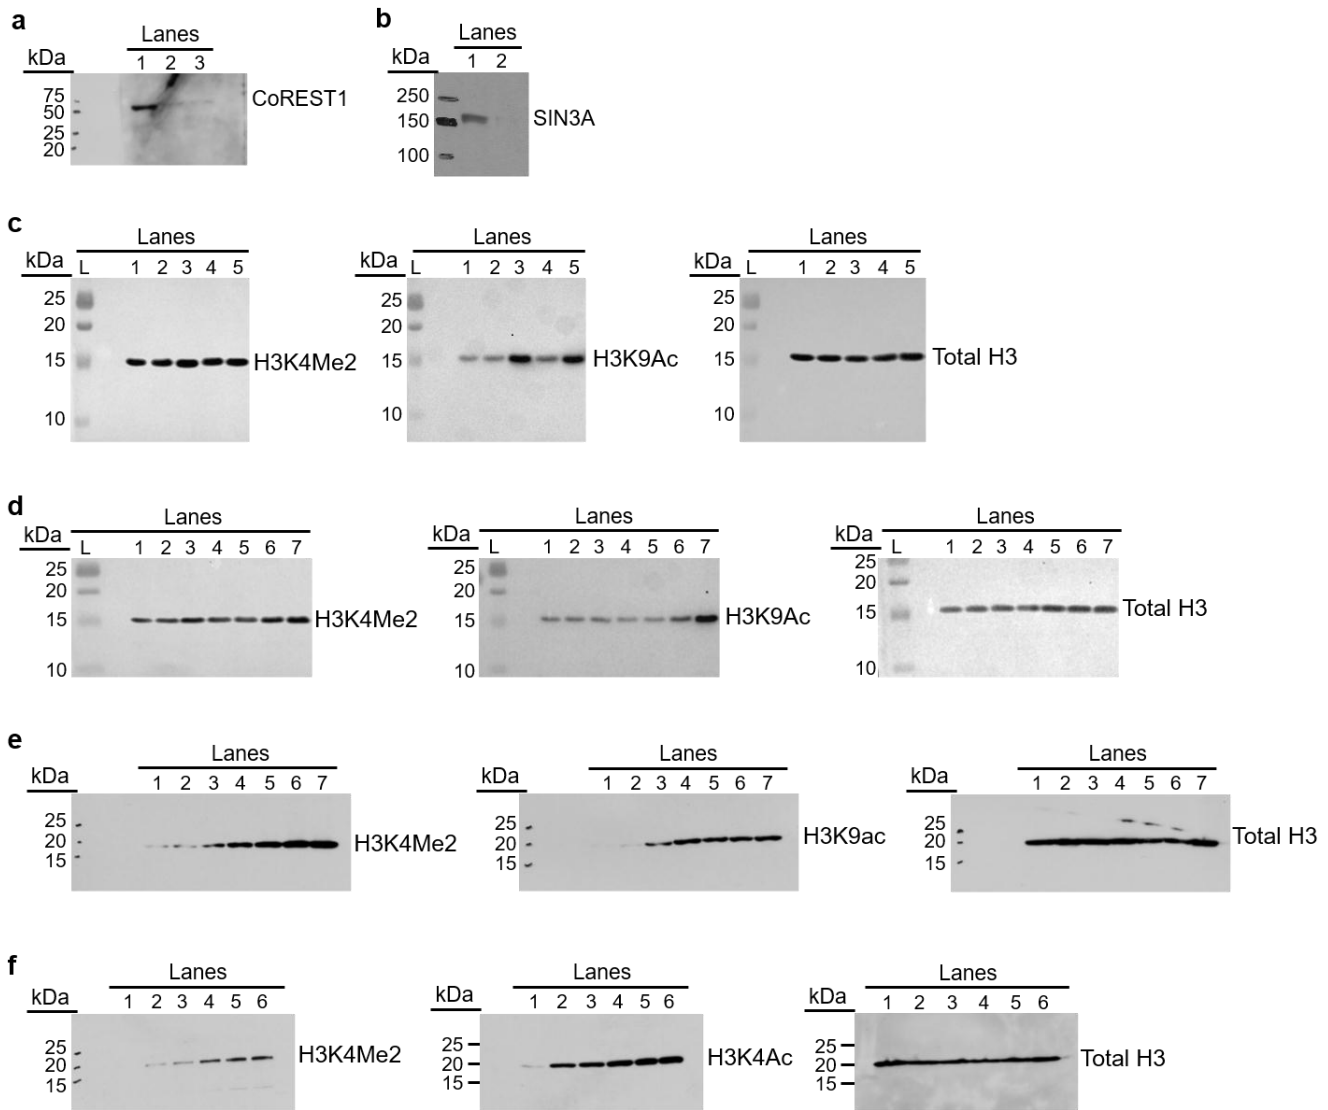 a
Lanes
kDa
1 2 3
75
50
25
20
CoREST1
b
Lanes
kDa
1 2
250
150
100
SIN3A
c
Lanes
kDa
L 1 2 3 4 5
25
20
15
10
H3K4Me2
Lanes
kDa
L 1 2 3 4 5
25
20
15
10
H3K9Ac
Lanes
kDa
L 1 2 3 4 5
25
20
15
10
Total H3
d
Lanes
kDa
L 1 2 3 4 5 6 7
25
20
15
10
H3K4Me2
Lanes
kDa
L 1 2 3 4 5 6 7
25
20
15
10
H3K9Ac
Lanes
kDa
L 1 2 3 4 5 6 7
25
20
15
10
Total H3
e
Lanes
kDa
1 2 3 4 5 6 7
25
20
15
H3K4Me2
Lanes
kDa
1 2 3 4 5 6 7
25
20
15
H3K9ac
Lanes
kDa
1 2 3 4 5 6 7
25
20
15
Total H3
f
Lanes
kDa
1 2 3 4 5 6
25
20
15
H3K4Me2
Lanes
kDa
1 2 3 4 5 6
25
20
15
H3K4Ac
Lanes
kDa
1 2 3 4 5 6
25
20
15
Total H3